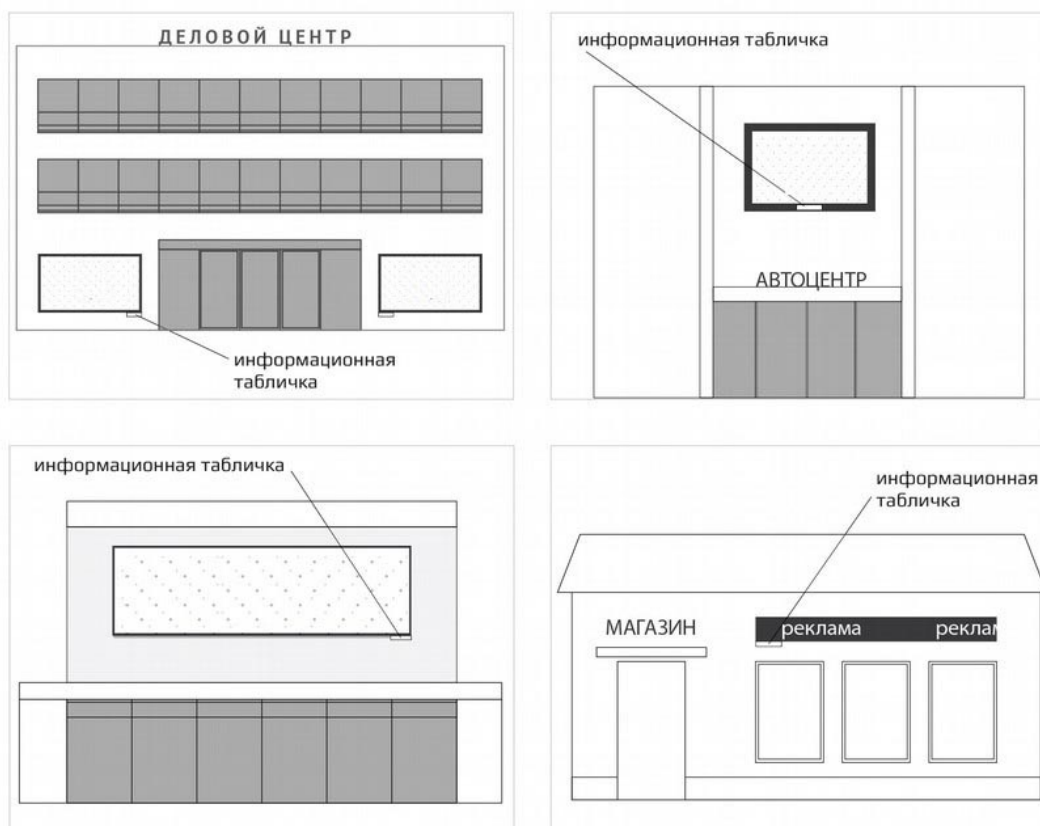 ДЕЛОВОЙ ЦЕНТР
информационная
табличка
информационная табличка
АВТОЦЕНТР
информационная табличка
информационная
табличка
МАГАЗИН
реклама реклам